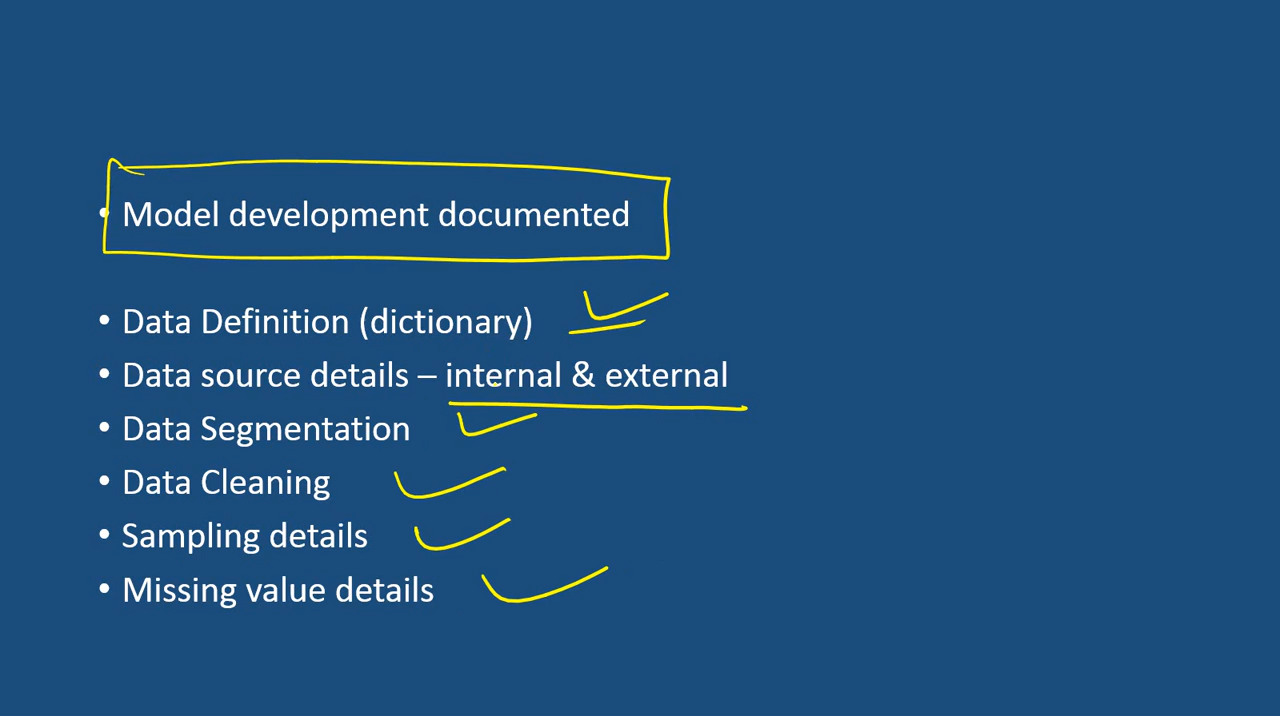 • Model development documented
• Data Definition (dictionary)
• Data source details – internal & external
• Data Segmentation
• Data Cleaning
• Sampling details
• Missing value details